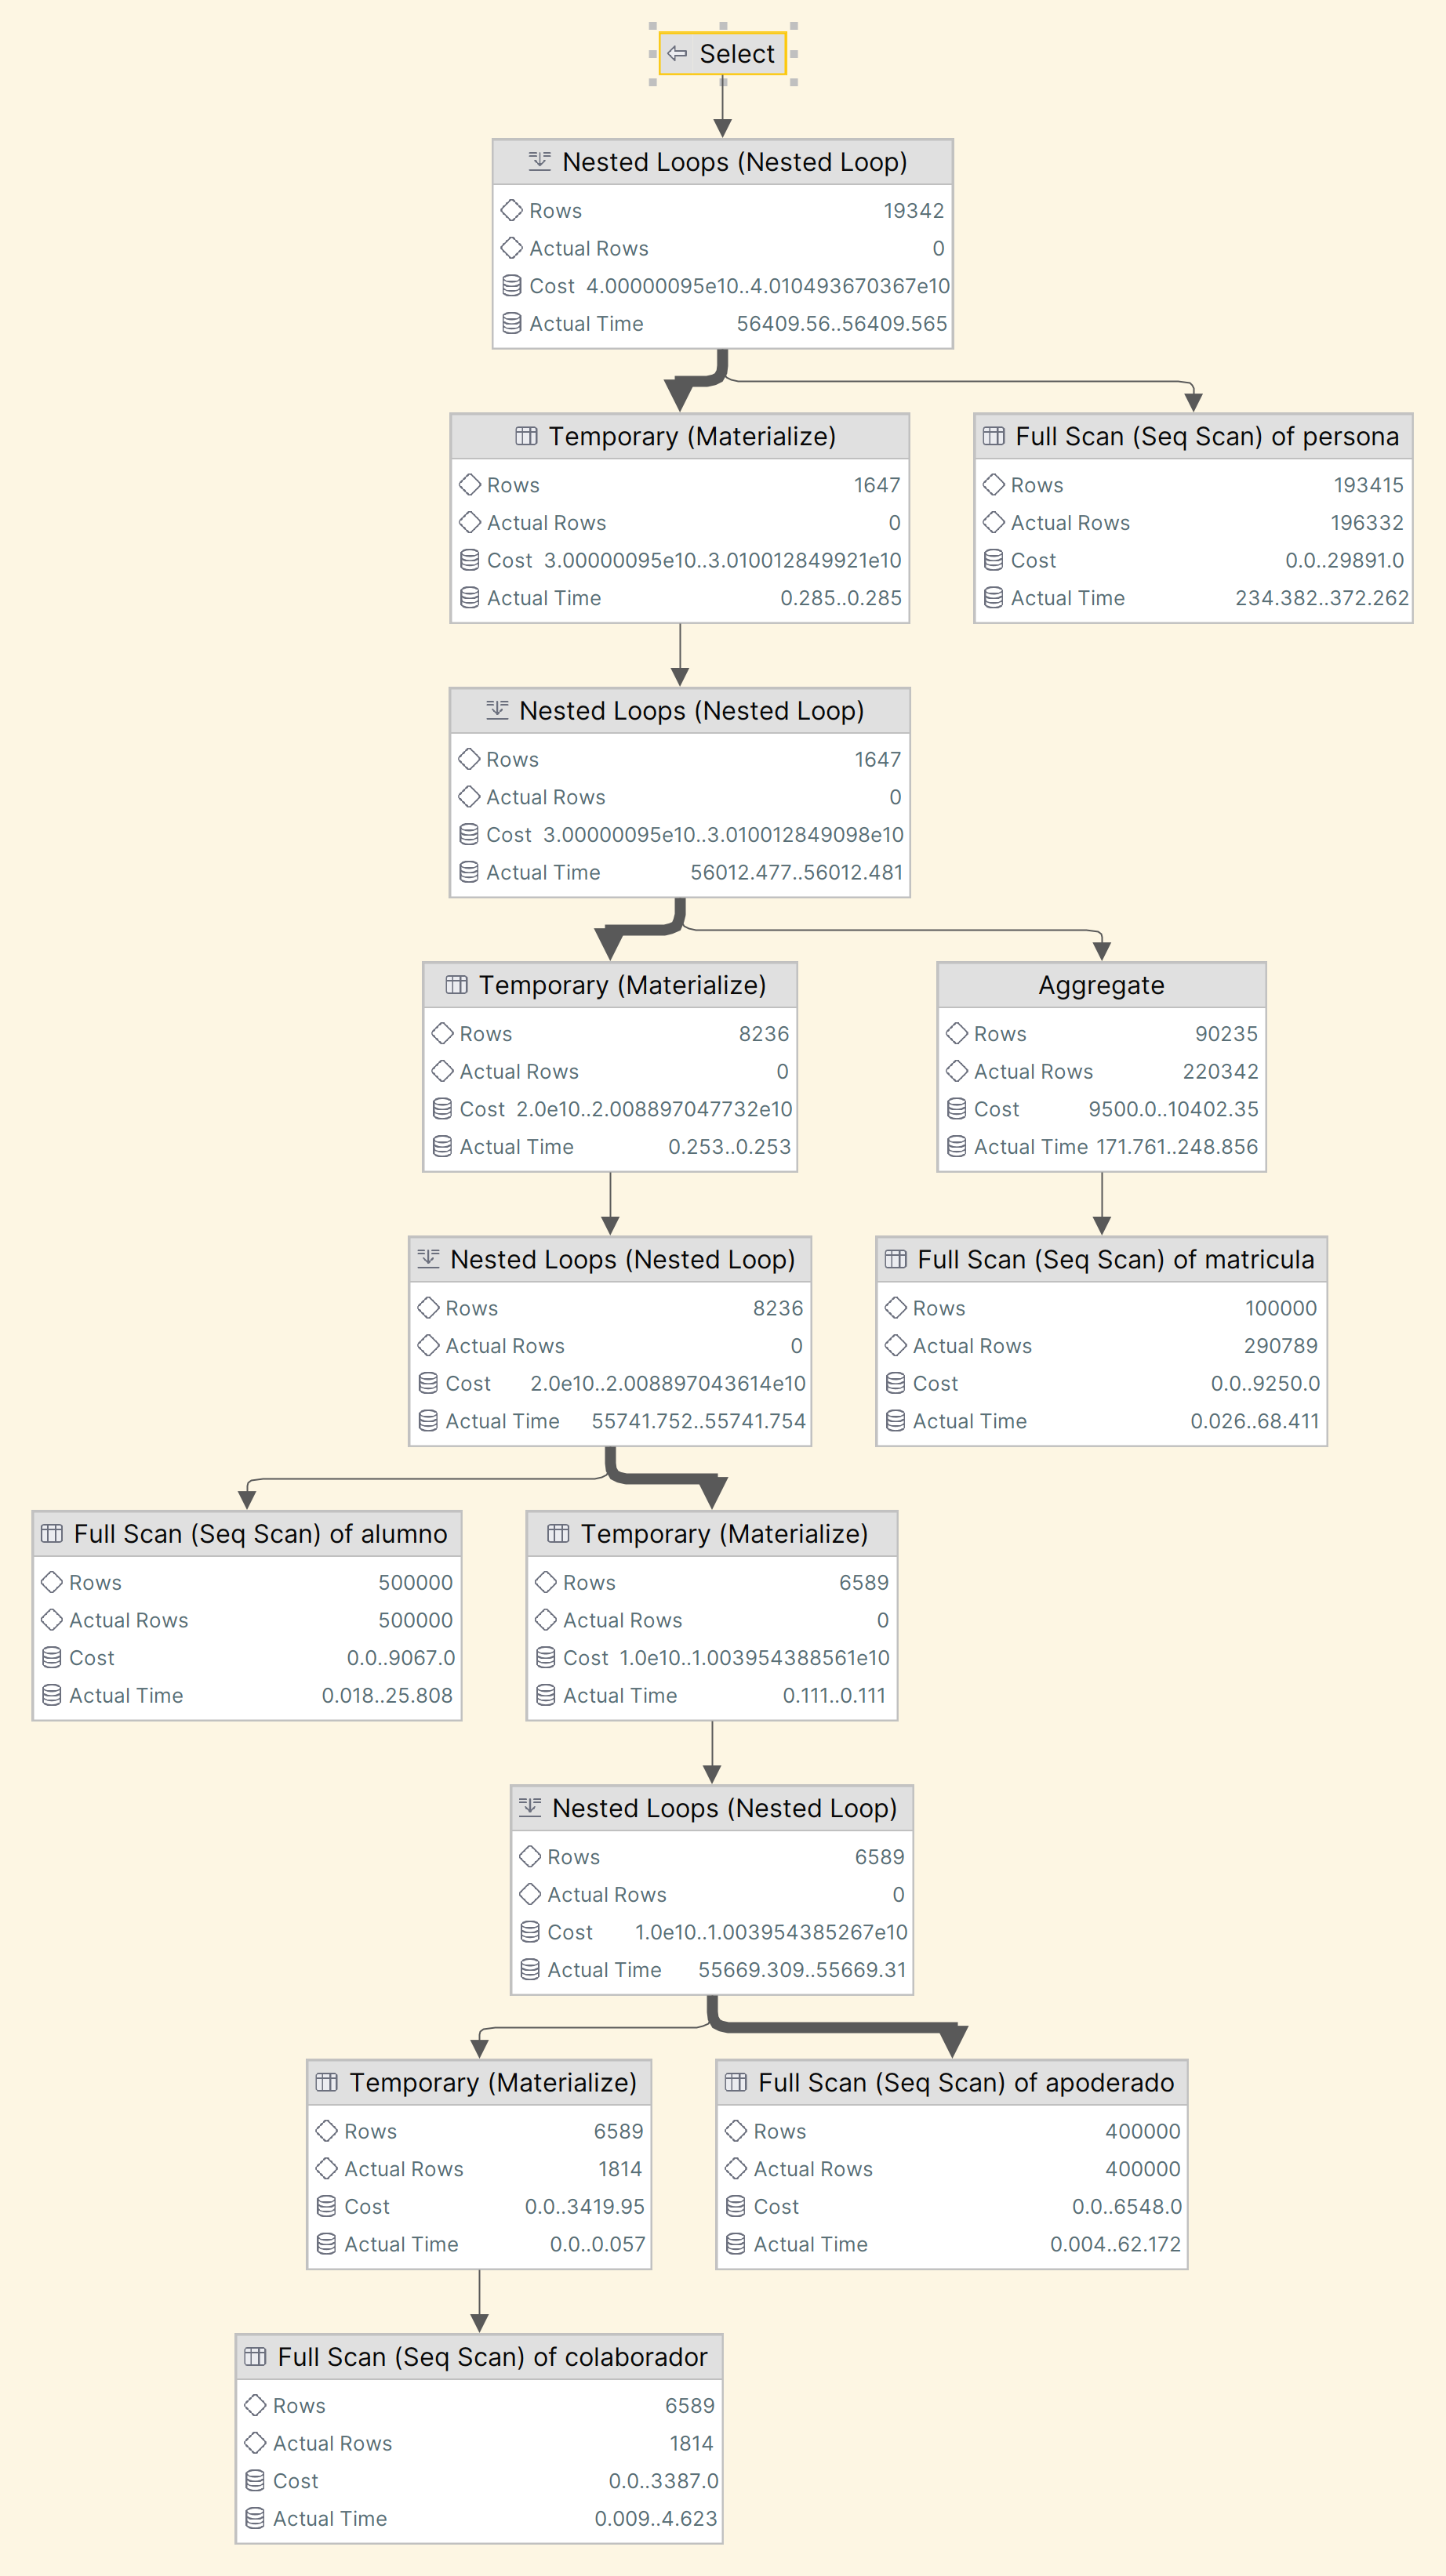 Select
Nested Loops (Nested Loop)
Rows 19342
Actual Rows 0
Cost 4.00000095e10..4.010493670367e10
Actual Time 56409.56..56409.565
Temporary (Materialize)
Rows 1647
Actual Rows 0
Cost 3.00000095e10..3.010012849921e10
Actual Time 0.285..0.285
Full Scan (Seq Scan) of persona
Rows 193415
Actual Rows 196332
Cost 0.0..29891.0
Actual Time 234.382..372.262
Nested Loops (Nested Loop)
Rows 1647
Actual Rows 0
Cost 3.00000095e10..3.010012849098e10
Actual Time 56012.477..56012.481
Temporary (Materialize)
Rows 8236
Actual Rows 0
Cost 2.0e10..2.008897047732e10
Actual Time 0.253..0.253
Aggregate
Rows 90235
Actual Rows 220342
Cost 9500.0..10402.35
Actual Time 171.761..248.856
Nested Loops (Nested Loop)
Rows 8236
Actual Rows 0
Cost 2.0e10..2.008897043614e10
Actual Time 55741.752..55741.754
Full Scan (Seq Scan) of matricula
Rows 100000
Actual Rows 290789
Cost 0.0..9250.0
Actual Time 0.026..68.411
Full Scan (Seq Scan) of alumno
Rows 500000
Actual Rows 500000
Cost 0.0..9067.0
Actual Time 0.018..25.808
Temporary (Materialize)
Rows 6589
Actual Rows 0
Cost 1.0e10..1.003954388561e10
Actual Time 0.111..0.111
Nested Loops (Nested Loop)
Rows 6589
Actual Rows 0
Cost 1.0e10..1.003954385267e10
Actual Time 55669.309..55669.31
Temporary (Materialize)
Rows 6589
Actual Rows 1814
Cost 0.0..3419.95
Actual Time 0.0..0.057
Full Scan (Seq Scan) of apoderado
Rows 400000
Actual Rows 400000
Cost 0.0..6548.0
Actual Time 0.004..62.172
Full Scan (Seq Scan) of colaborador
Rows 6589
Actual Rows 1814
Cost 0.0..3387.0
Actual Time 0.009..4.623